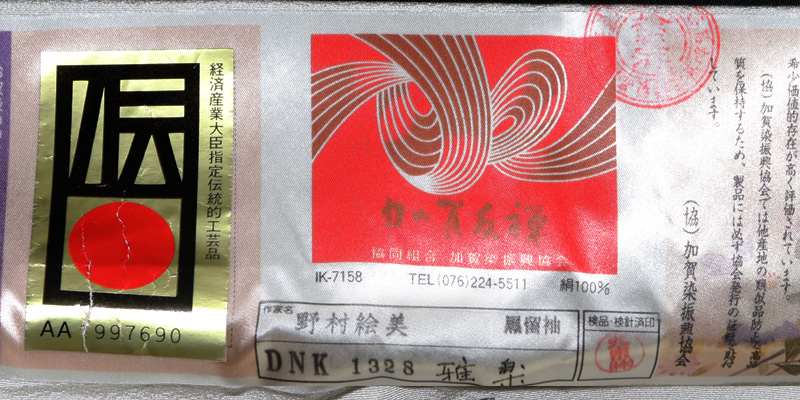 経済産業大臣指定伝統的工芸品
伝
AA 997690
加賀友禅
協同組合 加賀染振興協会
IK-7158 TEL(076)224-5511 絹100%
作家名
野村絵美 黒留袖
DNK 1328 雅
検品・検針済印
希少価値的存在が高く評価されています。
(協)加賀染振興協会では他産地の類似品防止と高品
質を保持するため、製品には必ず協会発行の証紙を貼付
しています。
(協)加賀染振興協会